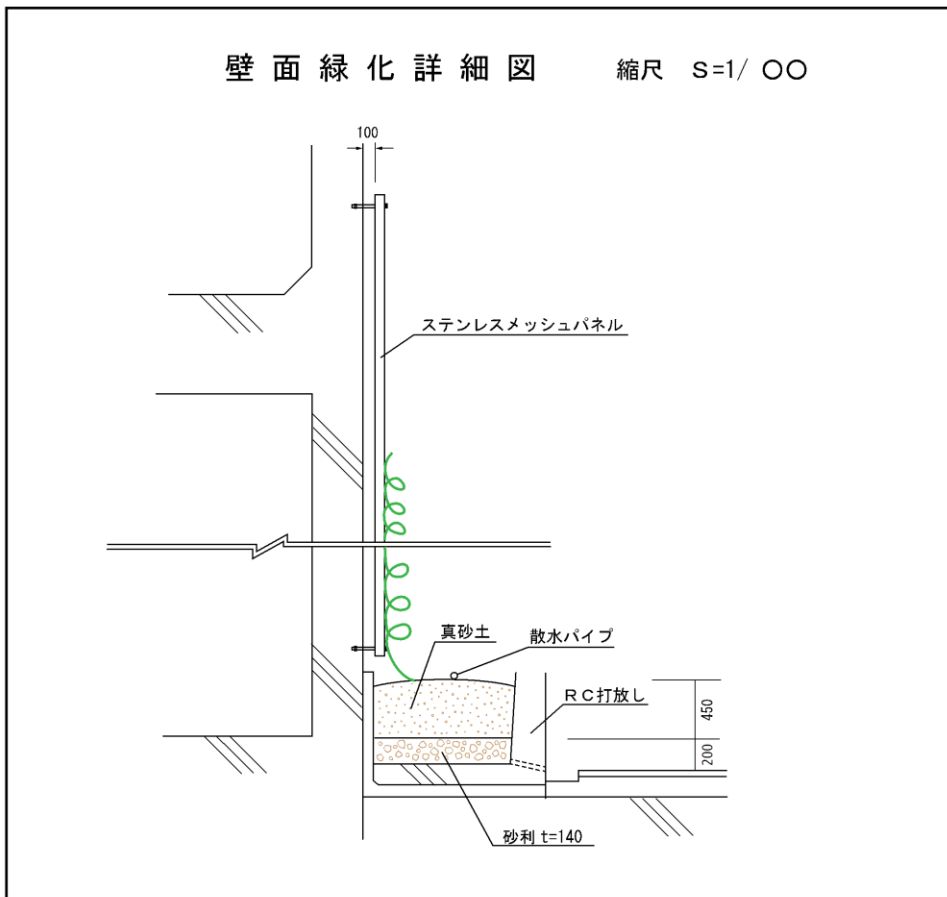 壁面緑化詳細図 縮尺 S=1/ 〇〇
100
ステンレスメッシュパネル
真砂土
散水パイプ
RC打放し
450
200
砂利 t=140